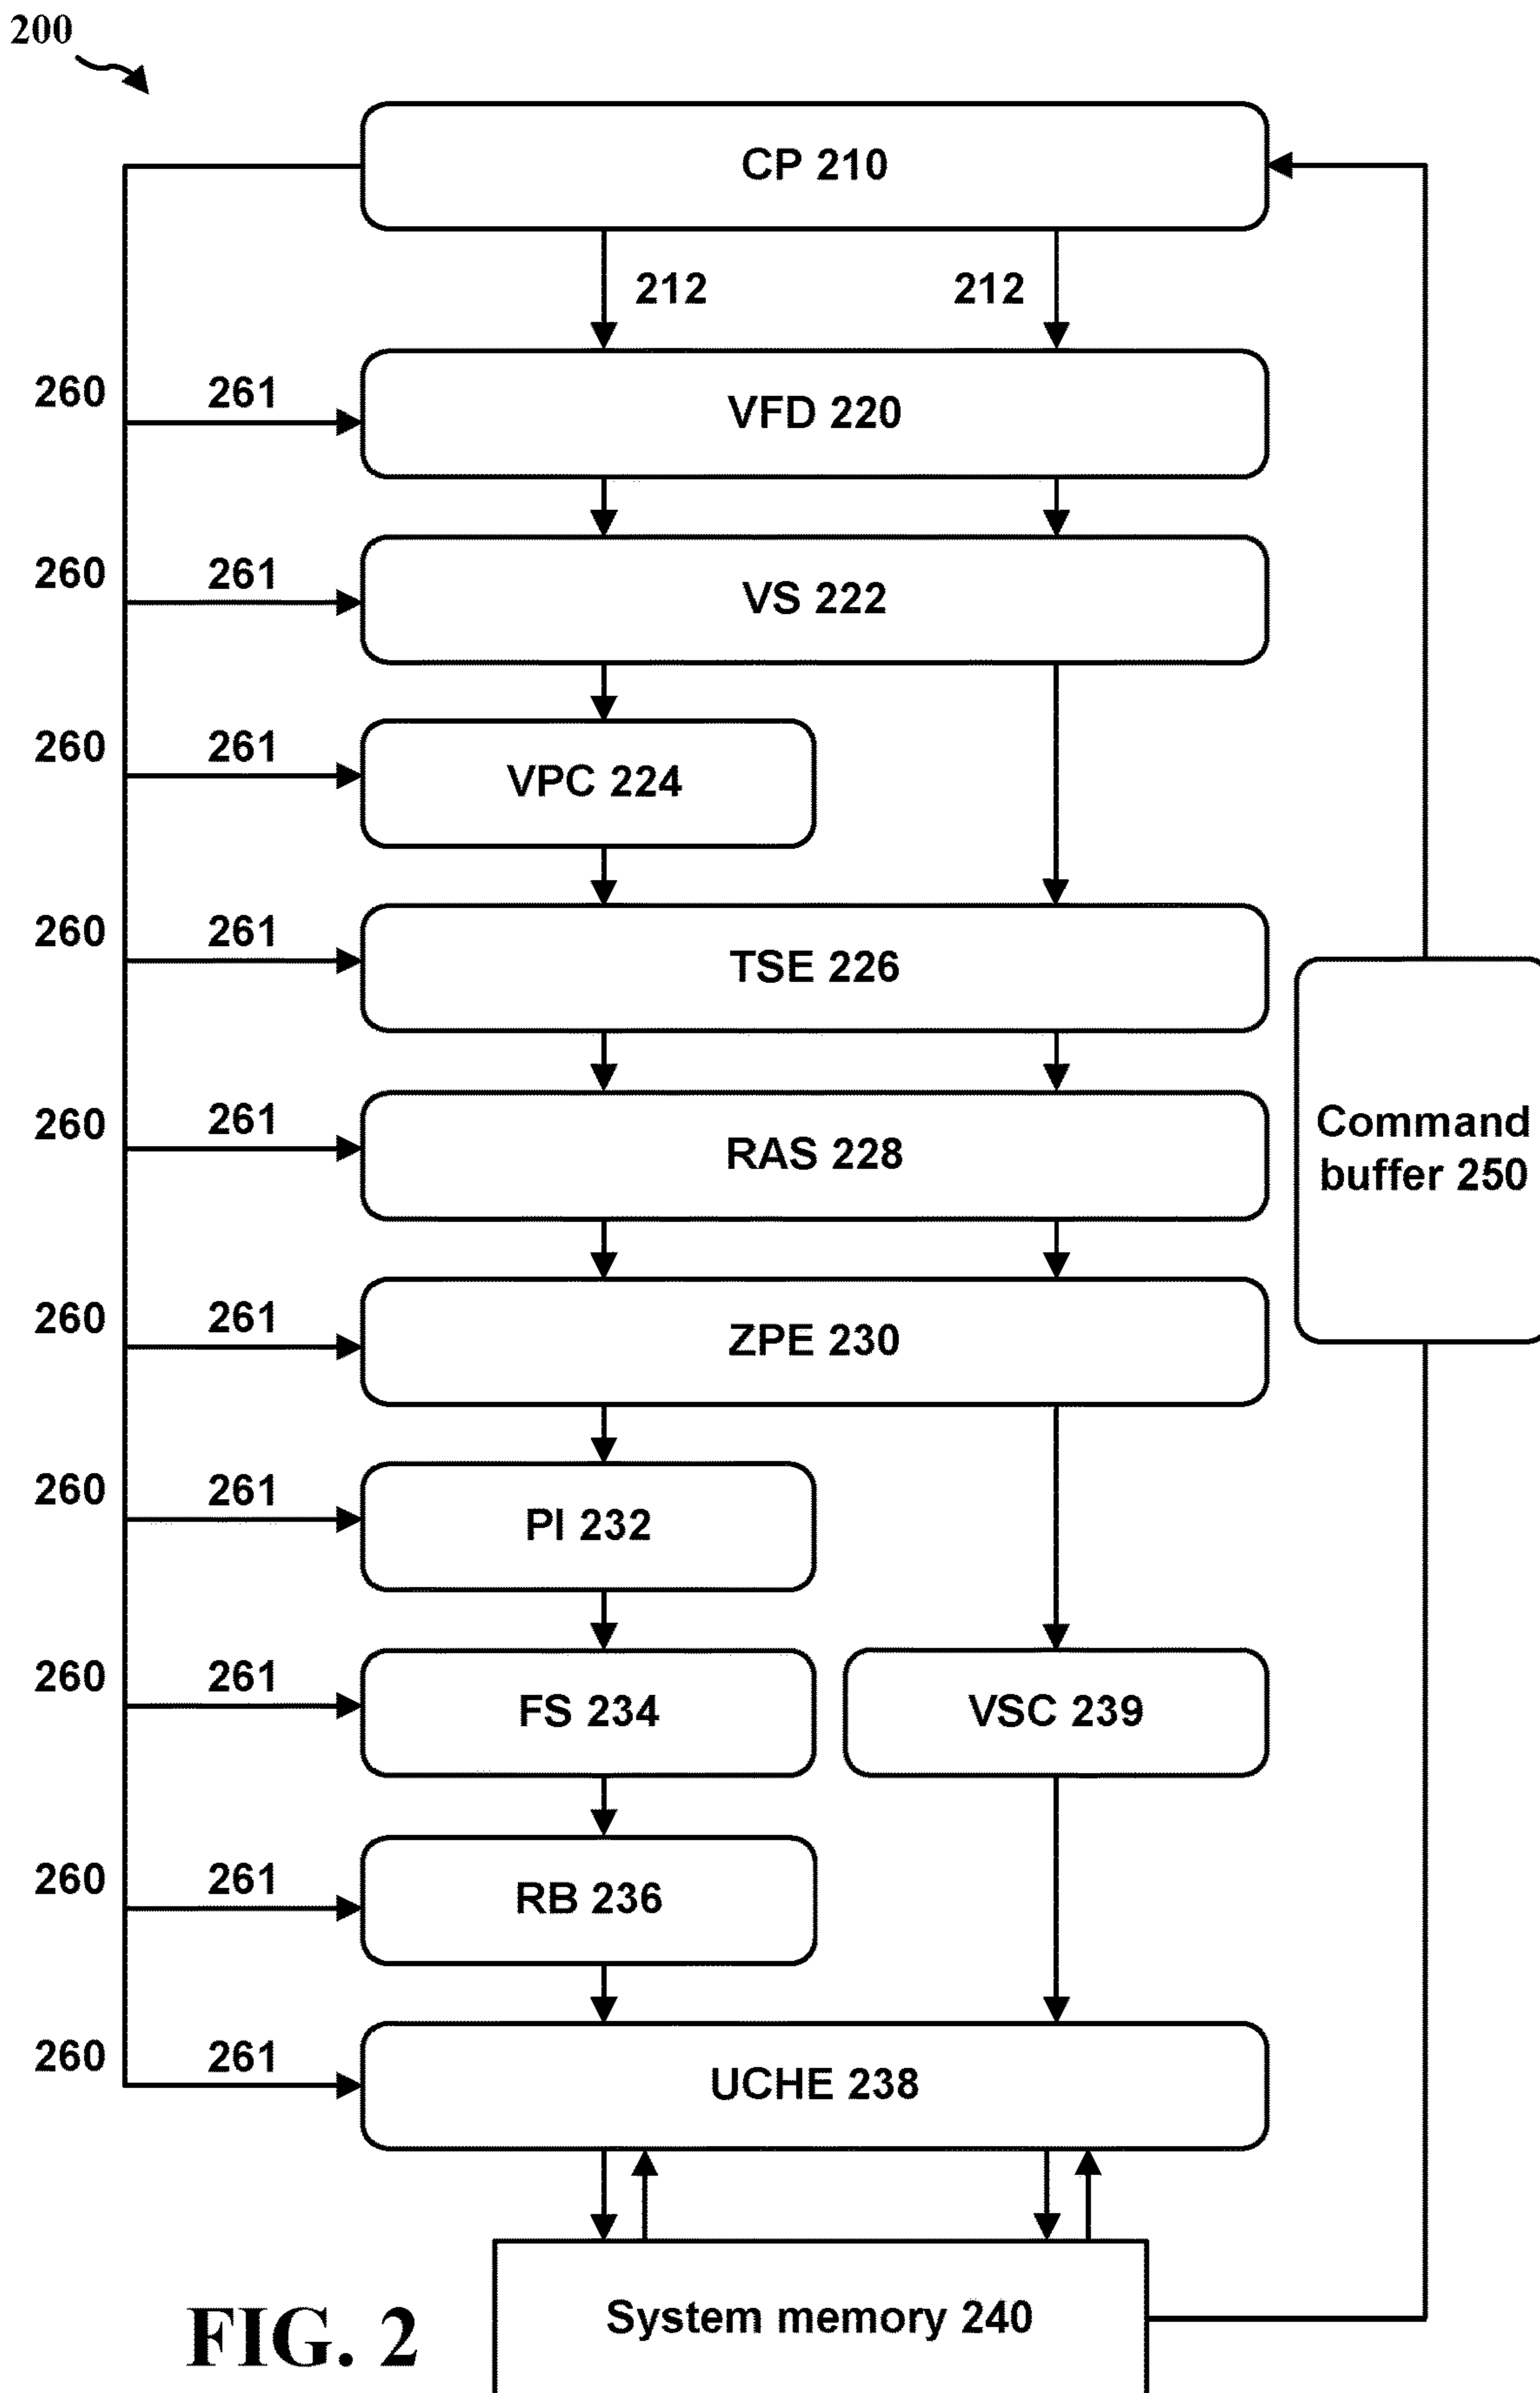 200
CP 210
212 212
260 261
VFD 220
260 261
VS 222
260 261
VPC 224
260 261
TSE 226
Command
buffer 250
260 261
RAS 228
260 261
ZPE 230
260 261
PI 232
260 261
FS 234 VSC 239
260 261
RB 236
260 261
UCHE 238
System memory 240
FIG. 2